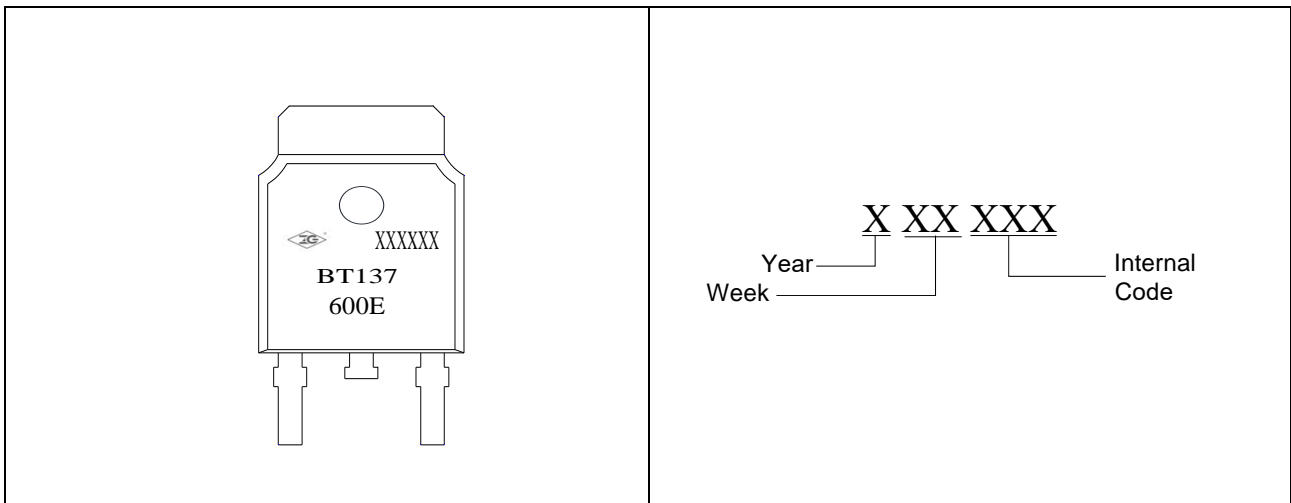 XXXXXX
BT137
600E
X XX XXX
Year
Internal
Code
Week